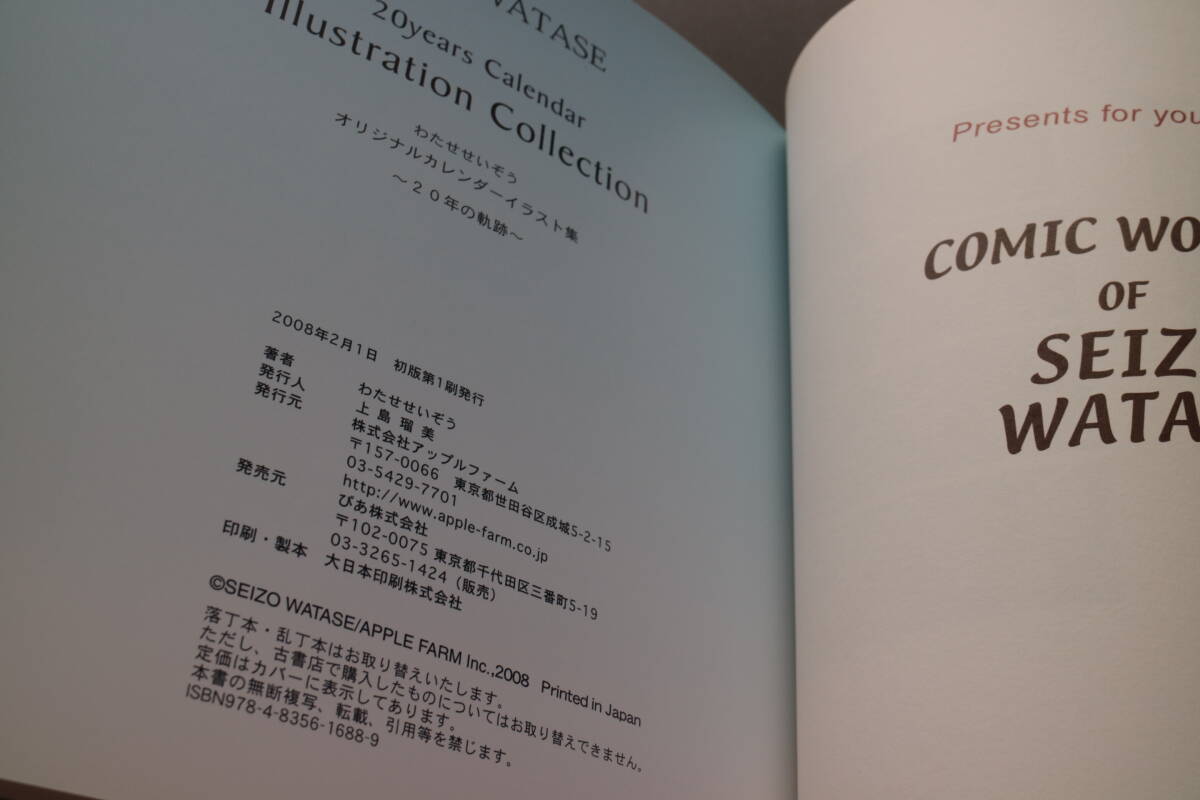 WATASE
20years Calendar
Illustration Collection
わたせせいぞう
オリジナルカレンダーイラスト集
～20年の軌跡～
2008年2月1日　初版第1刷発行
著者　わたせせいぞう
発行人　上島瑠美
発行元　株式会社アップルファーム
〒157-0066　東京都世田谷区成城5-2-15
03-5429-7701
http://www.apple-farm.co.jp
発売元　ぴあ株式会社
〒102-0075 東京都千代田区三番町5-19
03-3265-1424（販売）
印刷・製本　大日本印刷株式会社
©SEIZO WATASE/APPLE FARM Inc.,2008　Printed in Japan
落丁本・乱丁本はお取り替えいたします。
ただし、古書店で購入したものについてはお取り替えできません。
定価はカバーに表示してあります。
本書の無断複写、転載、引用等を禁じます。
ISBN978-4-8356-1688-9
Presents for you
COMIC WO
OF
SEIZ
WATA